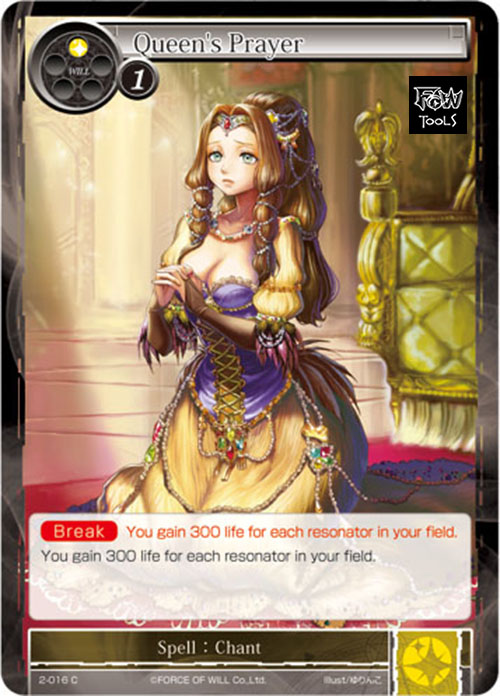 Queen's Prayer
WILL
1
FOW
TOOLS
Break You gain 300 life for each resonator in your field.
You gain 300 life for each resonator in your field.
Spell : Chant
2-016 C ©FORCE OF WILL Co.,Ltd. Illust/ゆりんご